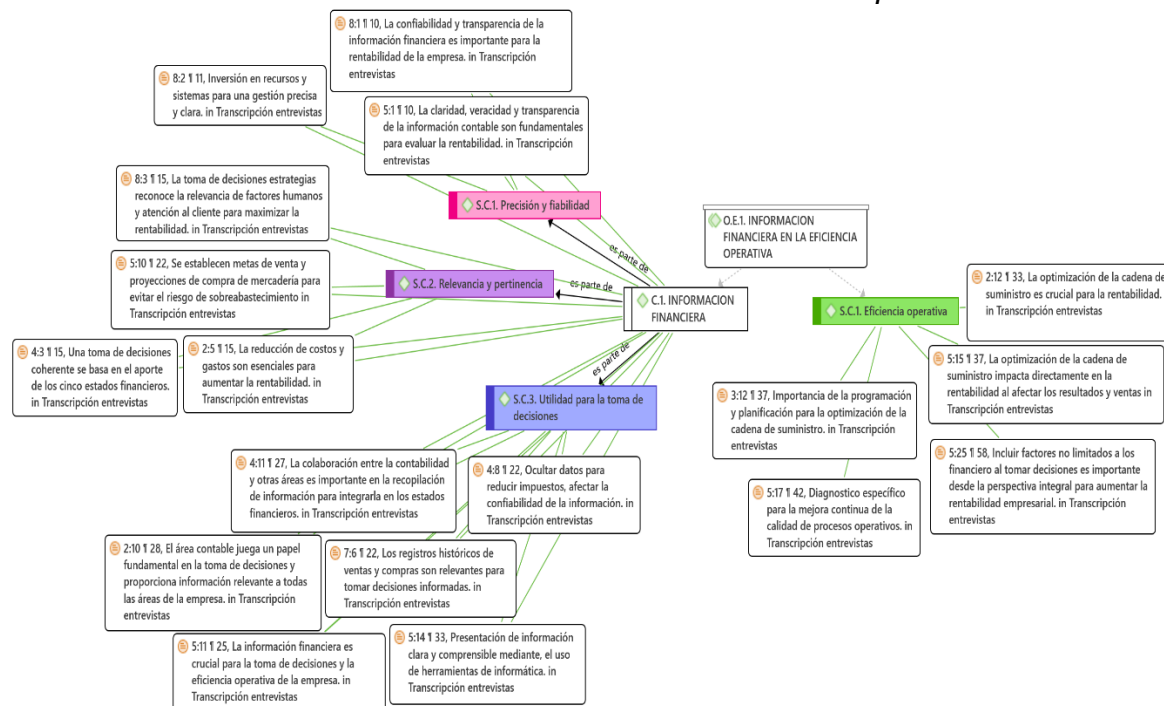 8:1 ¶ 10, La confiabilidad y transparencia de la
información financiera es importante para la
rentabilidad de la empresa. in Transcripción
entrevistas
8:2 ¶ 11, Inversión en recursos y
sistemas para una gestión precisa
y clara. in Transcripción entrevistas
5:1 ¶ 10, La claridad, veracidad y transparencia
de la información contable son fundamentales
para evaluar la rentabilidad. in Transcripción
entrevistas
8:3 ¶ 15, La toma de decisiones estrategias
reconoce la relevancia de factores humanos
y atención al cliente para maximizar la
rentabilidad. in Transcripción entrevistas
S.C.1. Precisión y fiabilidad
O.E.1. INFORMACION
FINANCIERA EN LA EFICIENCIA
OPERATIVA
es parte de
5:10 ¶ 22, Se establecen metas de venta y
proyecciones de compra de mercadería para
evitar el riesgo de sobreabastecimiento in
Transcripción entrevistas
S.C.2. Relevancia y pertinencia
es parte de
C.1. INFORMACION
FINANCIERA
S.C.1. Eficiencia operativa
2:12 ¶ 33, La optimización de la cadena de
suministro es crucial para la rentabilidad.
in Transcripción entrevistas
4:3 ¶ 15, Una toma de decisiones
coherente se basa en el aporte
de los cinco estados financieros.
in Transcripción entrevistas
2:5 ¶ 15, La reducción de costos y
gastos son esenciales para
aumentar la rentabilidad. in
Transcripción entrevistas
es parte de
5:15 ¶ 37, La optimización de la cadena de
suministro impacta directamente en la
rentabilidad al afectar los resultados y ventas in
Transcripción entrevistas
S.C.3. Utilidad para la toma de
decisiones
3:12 ¶ 37, Importancia de la programación
y planificación para la optimización de la
cadena de suministro. in Transcripción
entrevistas
4:11 ¶ 27, La colaboración entre la contabilidad
y otras áreas es importante en la recopilación
de información para integrarla en los estados
financieros. in Transcripción entrevistas
4:8 ¶ 22, Ocultar datos para
reducir impuestos, afectar la
confiabilidad de la información. in
Transcripción entrevistas
5:25 ¶ 58, Incluir factores no limitados a los
financiero al tomar decisiones es importante
desde la perspectiva integral para aumentar la
rentabilidad empresarial. in Transcripción
entrevistas
5:17 ¶ 42, Diagnostico específico
para la mejora continua de la
calidad de procesos operativos. in
Transcripción entrevistas
2:10 ¶ 28, El área contable juega un papel
fundamental en la toma de decisiones y
proporciona información relevante a todas
las áreas de la empresa. in Transcripción
entrevistas
7:6 ¶ 22, Los registros históricos de
ventas y compras son relevantes para
tomar decisiones informadas. in
Transcripción entrevistas
5:11 ¶ 25, La información financiera es
crucial para la toma de decisiones y la
eficiencia operativa de la empresa. in
Transcripción entrevistas
5:14 ¶ 33, Presentación de información
clara y comprensible mediante, el uso
de herramientas de informática. in
Transcripción entrevistas